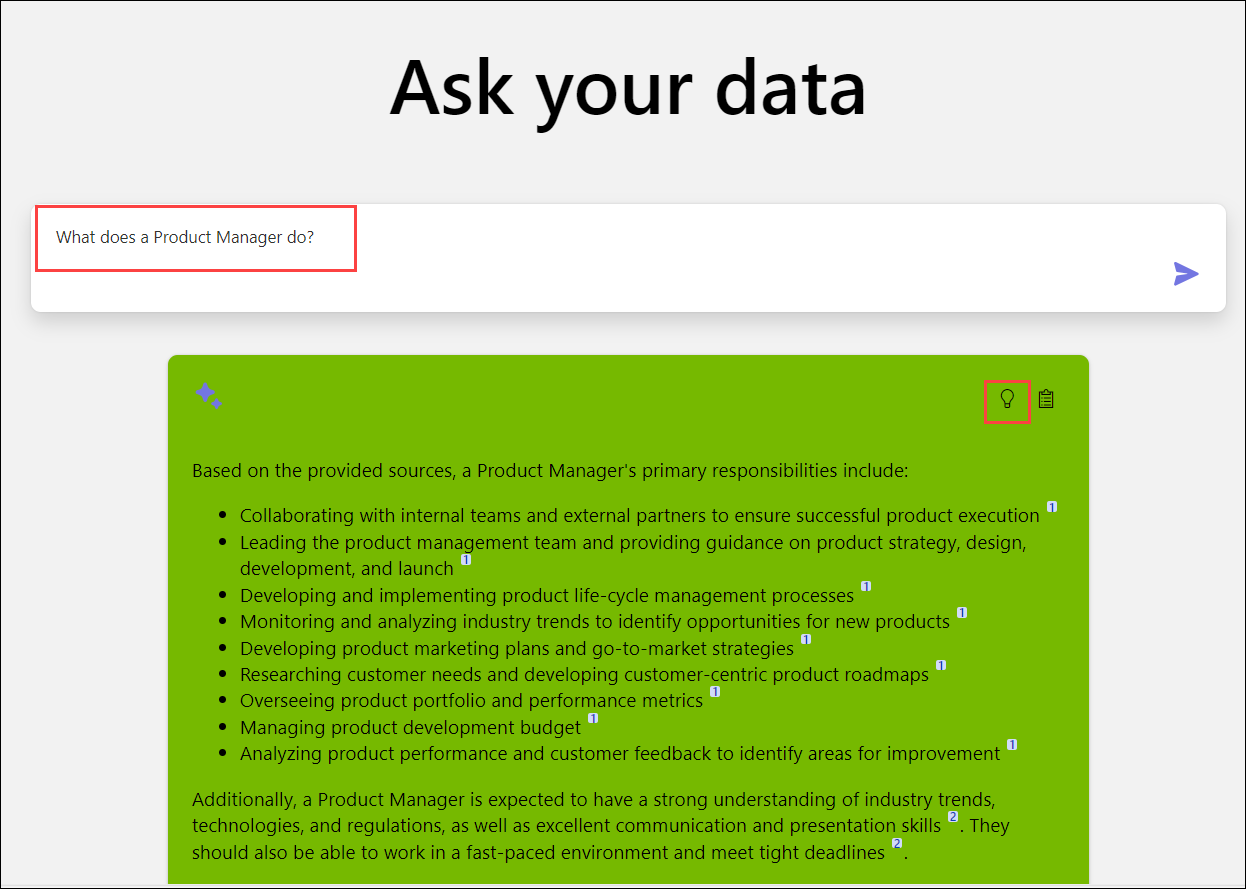 Ask your data
What does a Product Manager do?
Based on the provided sources, a Product Manager's primary responsibilities include:
• Collaborating with internal teams and external partners to ensure successful product execution 1
• Leading the product management team and providing guidance on product strategy, design,
development, and launch 1
• Developing and implementing product life-cycle management processes 1
• Monitoring and analyzing industry trends to identify opportunities for new products 1
• Developing product marketing plans and go-to-market strategies 1
• Researching customer needs and developing customer-centric product roadmaps 1
• Overseeing product portfolio and performance metrics 1
• Managing product development budget 1
• Analyzing product performance and customer feedback to identify areas for improvement 1
Additionally, a Product Manager is expected to have a strong understanding of industry trends,
technologies, and regulations, as well as excellent communication and presentation skills 2. They
should also be able to work in a fast-paced environment and meet tight deadlines 2.